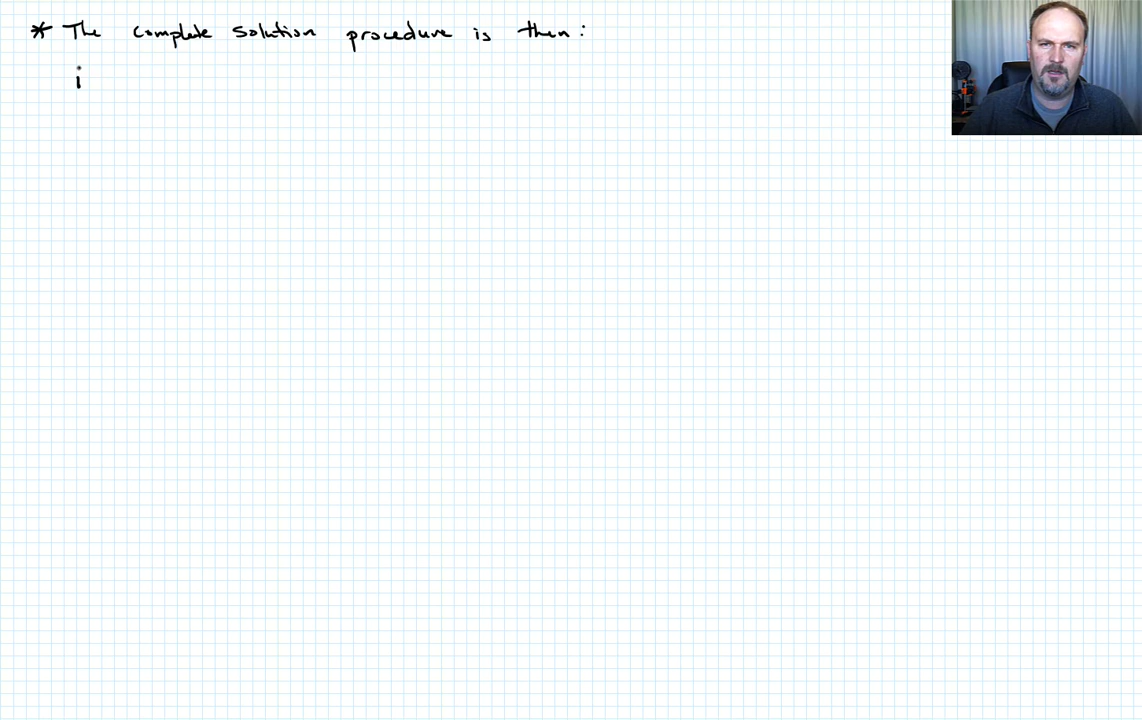 * The complete solution procedure is then:
i